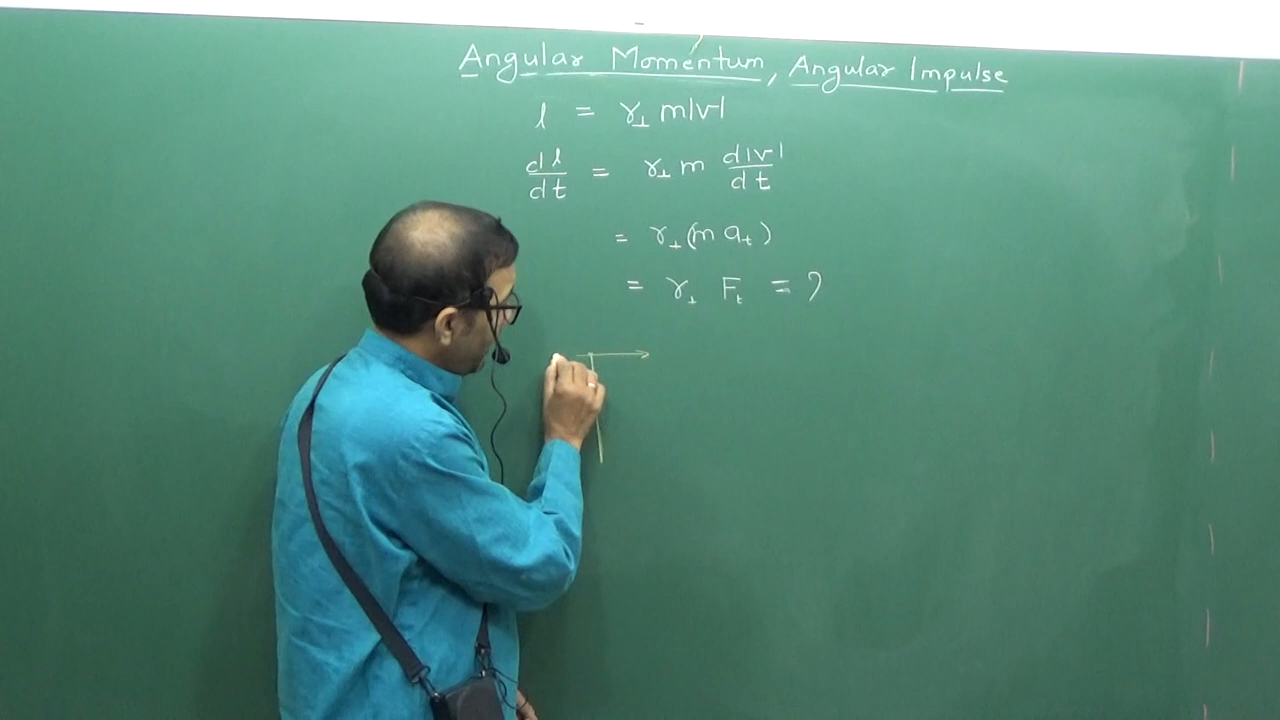 Angular Momentum, Angular Impulse
l = r⊥ m|v|
dl/dt = r⊥ m d|v|/dt
= r⊥ (m aₜ)
= r⊥ Fₜ = ?